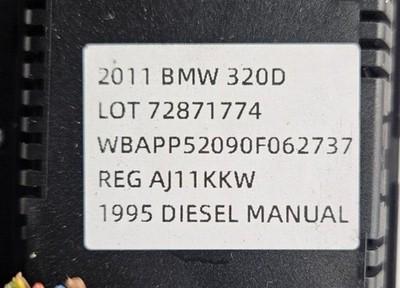 2011 BMW 320D
LOT 72871774
WBAPP52090F062737
REG AJ11KKW
1995 DIESEL MANUAL